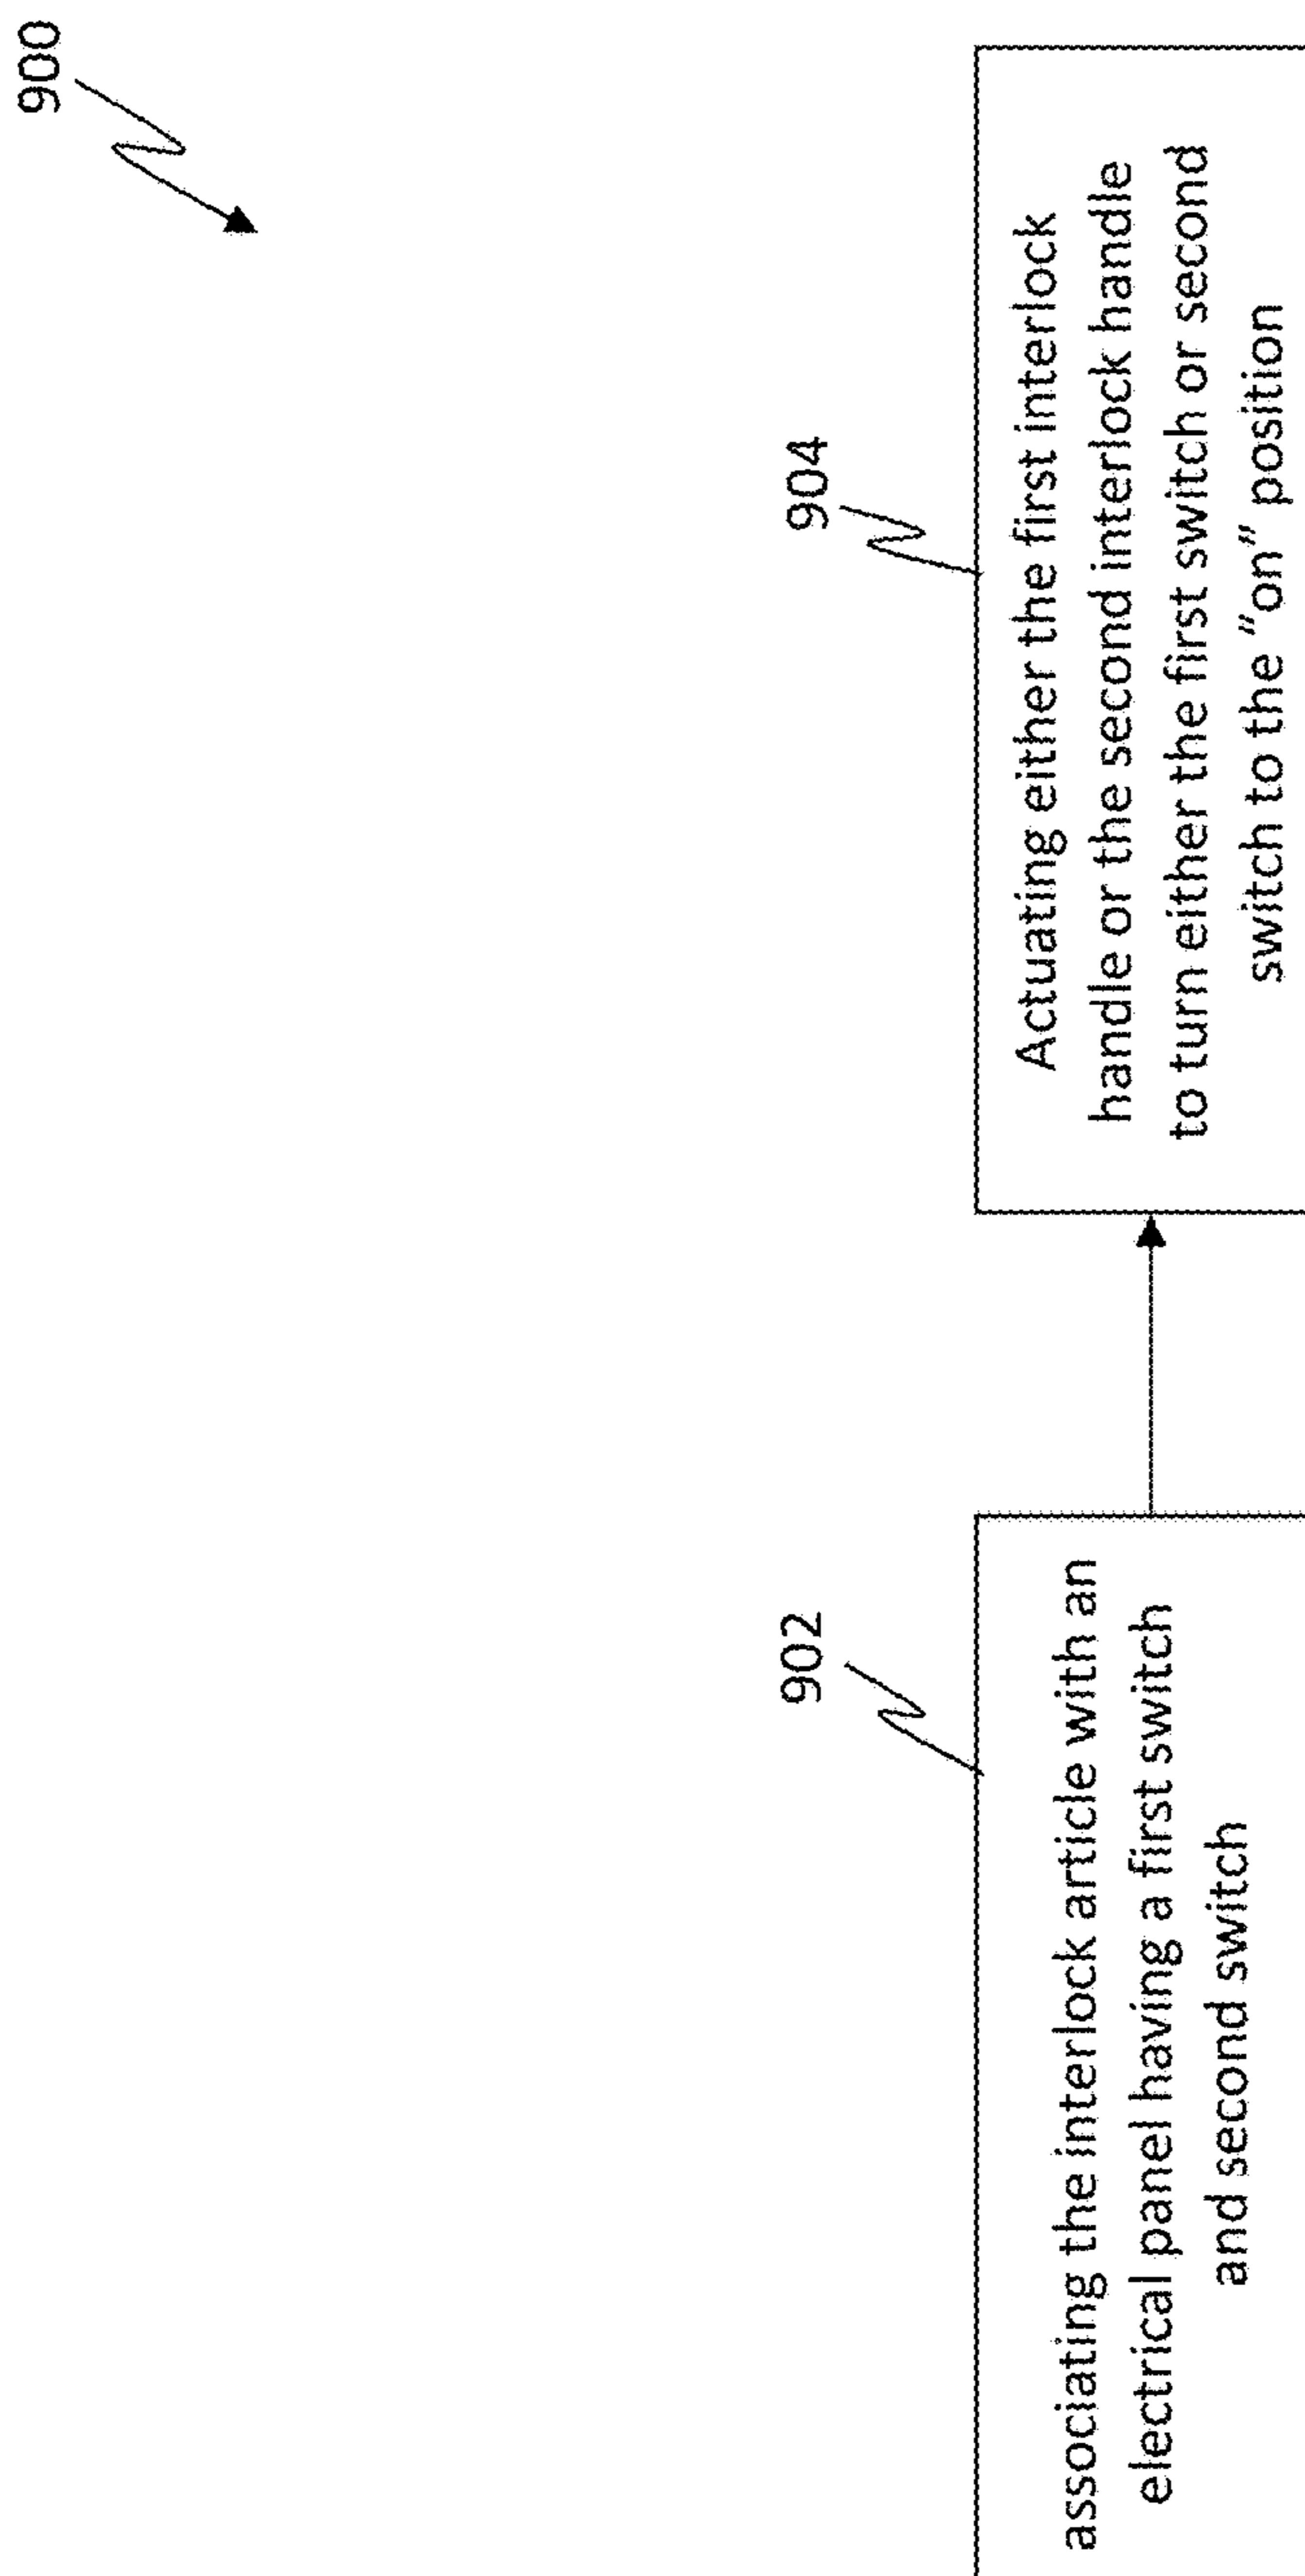 900
902
associating the interlock article with an
electrical panel having a first switch
and second switch
904
Actuating either the first interlock
handle or the second interlock handle
to turn either the first switch or second
switch to the "on" position